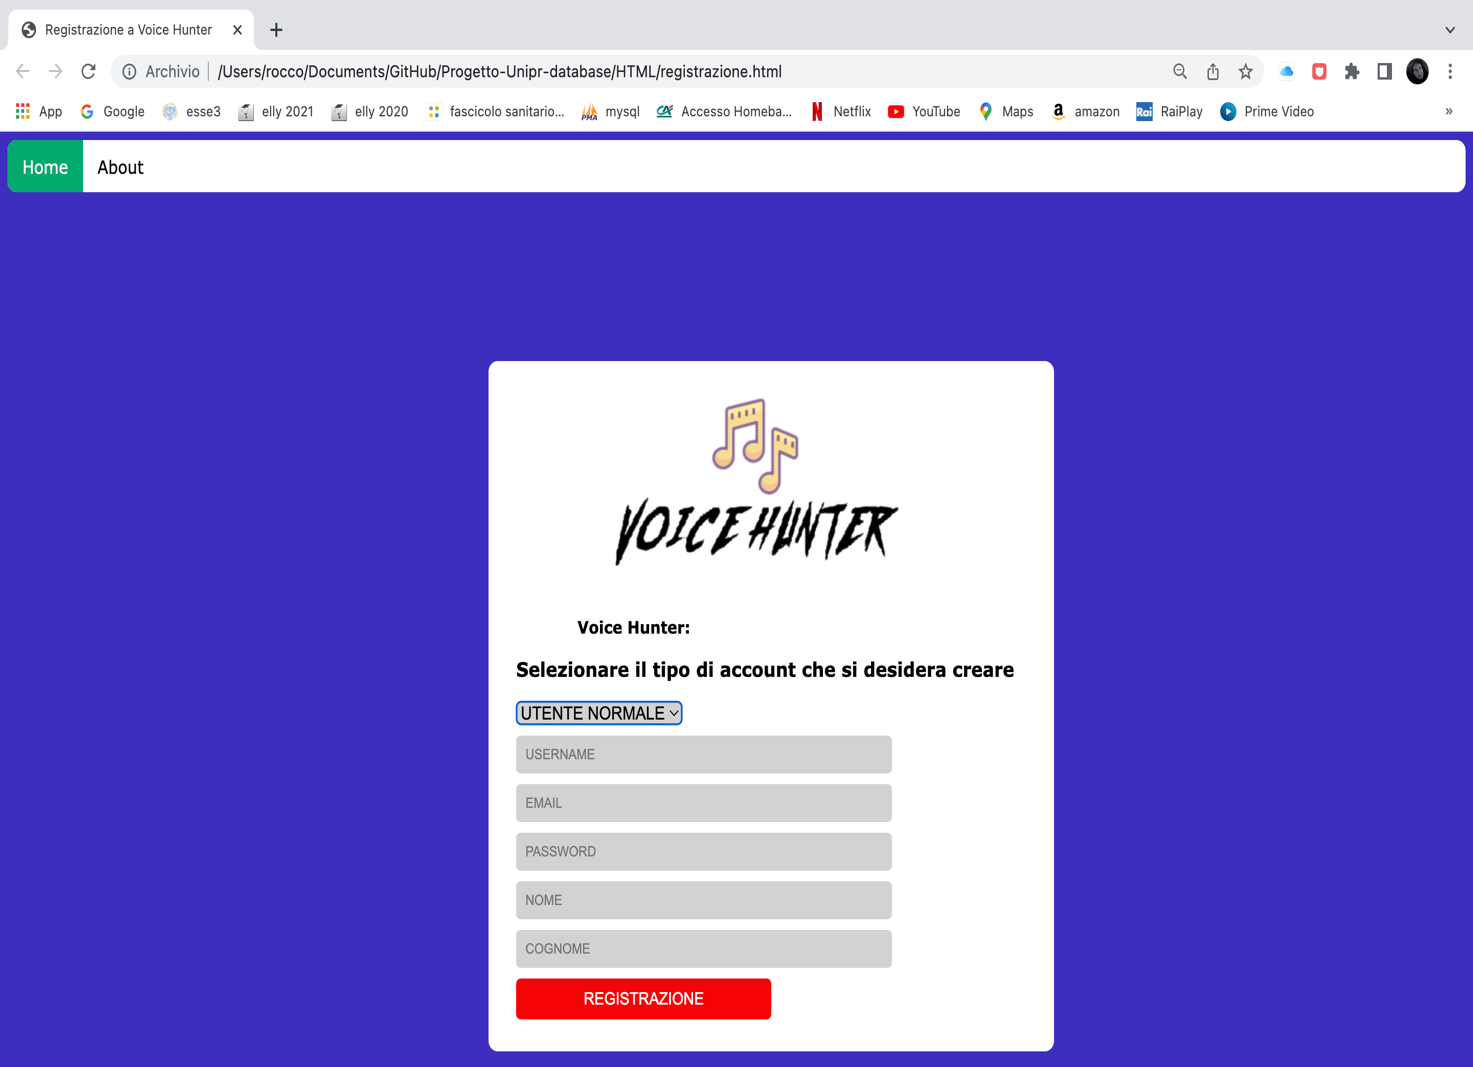 Registrazione a Voice Hunter
Archivio /Users/rocco/Documents/GitHub/Progetto-Unipr-database/HTML/registrazione.html
App Google esse3 elly 2021 elly 2020 fascicolo sanitario... mysql Accesso Homeba... Netflix YouTube Maps amazon RaiPlay Prime Video »
Home About
VOICE HUNTER
Voice Hunter:
Selezionare il tipo di account che si desidera creare
UTENTE NORMALE
USERNAME
EMAIL
PASSWORD
NOME
COGNOME
REGISTRAZIONE